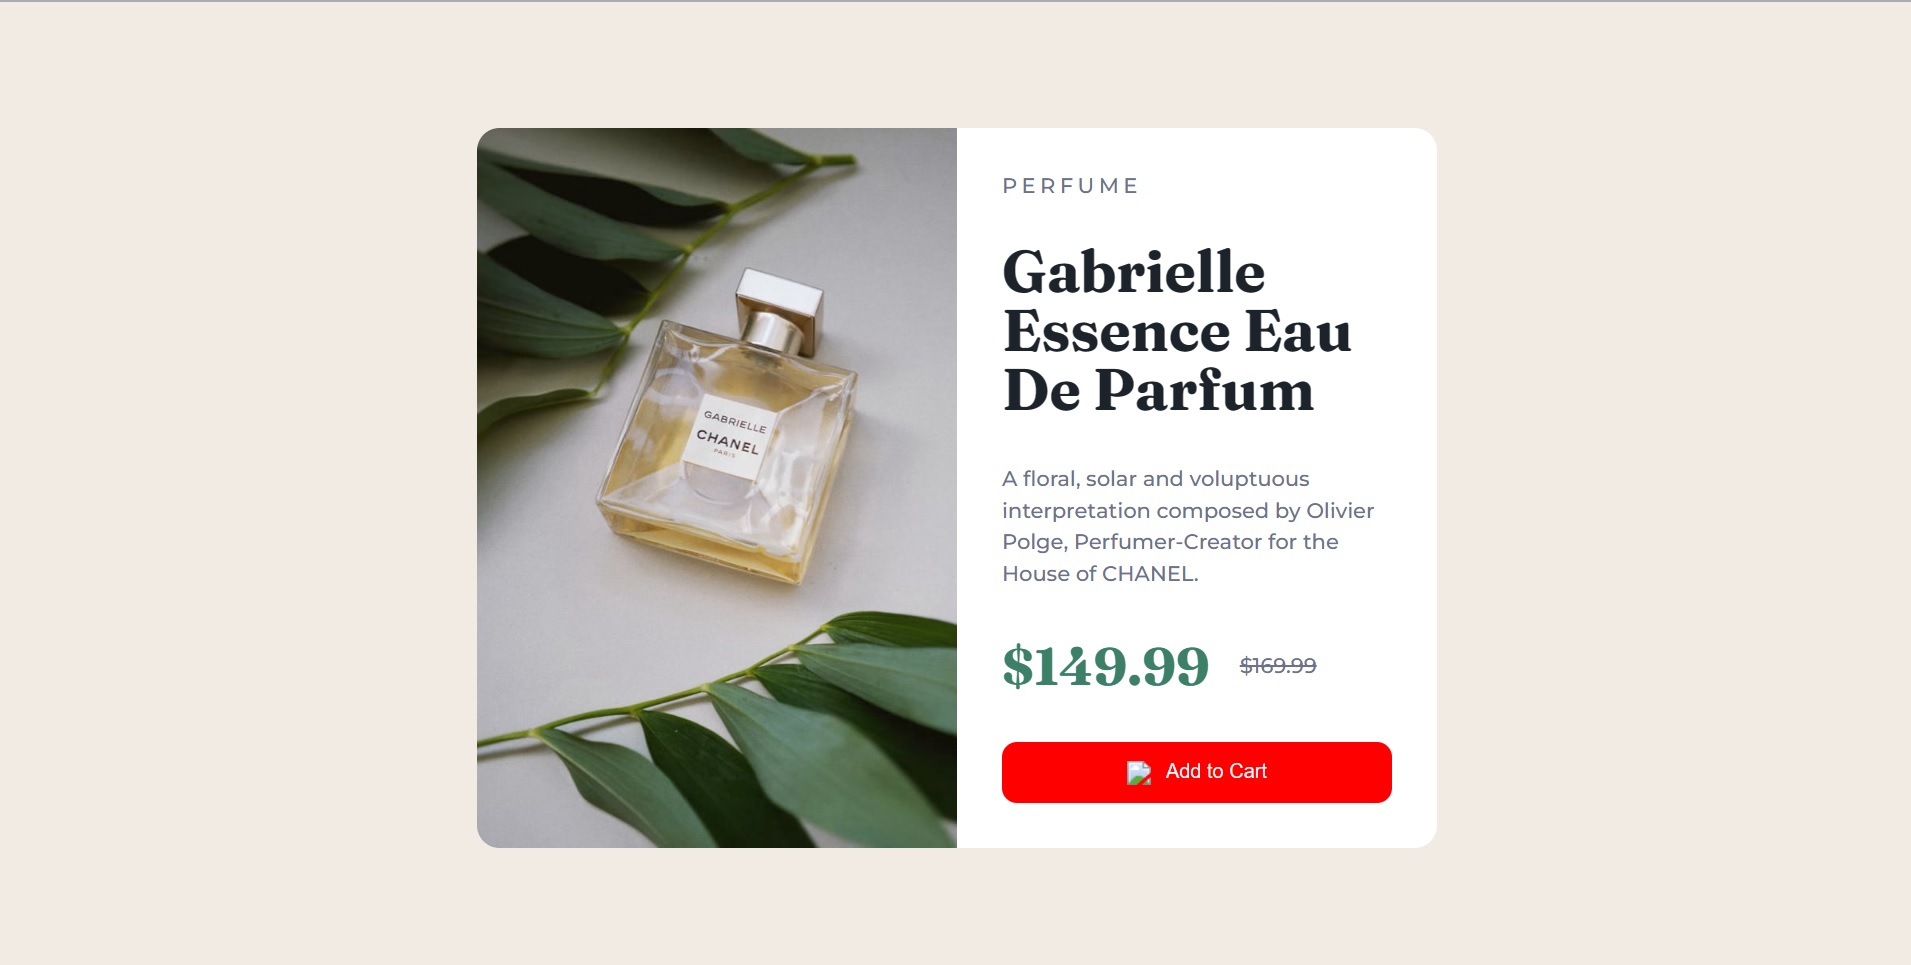 PERFUME
Gabrielle
Essence Eau
De Parfum
GABRIELLE
CHANEL
PARIS
A floral, solar and voluptuous
interpretation composed by Olivier
Polge, Perfumer-Creator for the
House of CHANEL.
$149.99 $169.99
Add to Cart